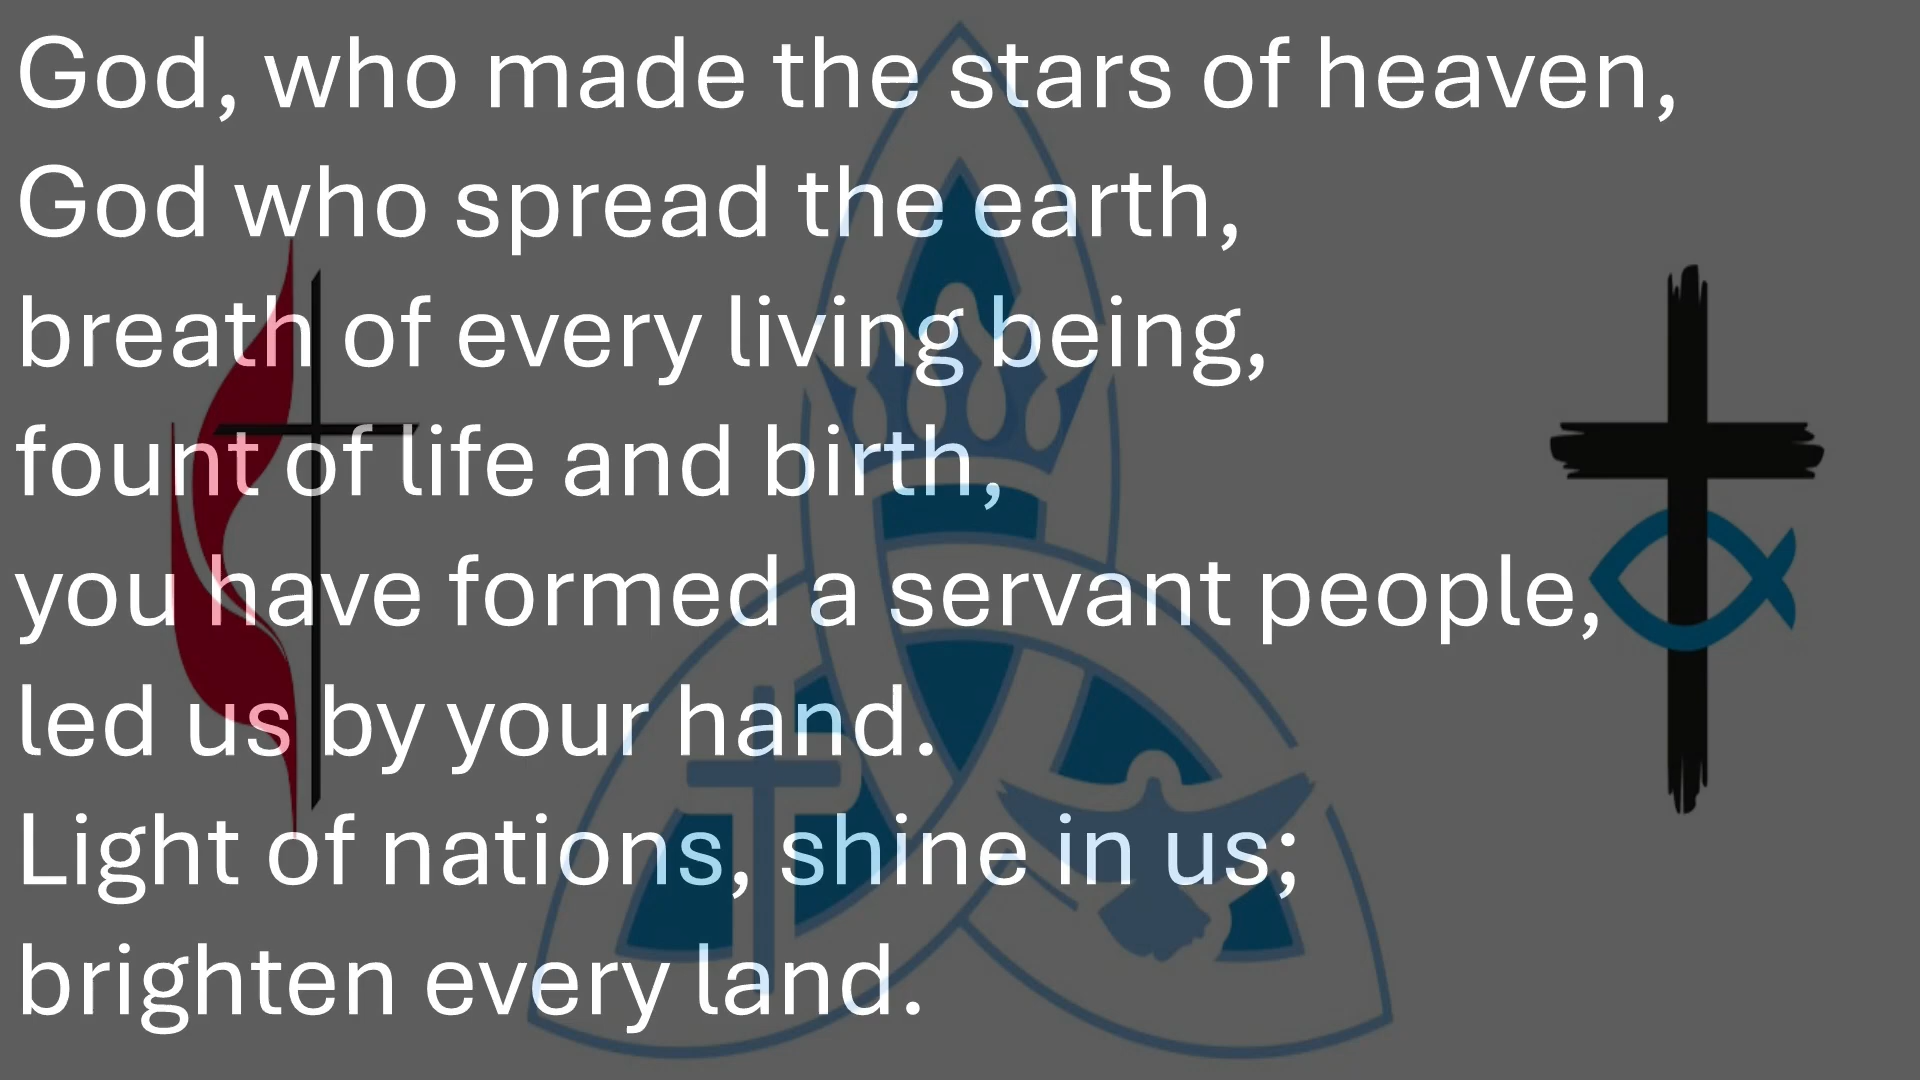 God, who made the stars of heaven,
God who spread the earth,
breath of every living being,
fount of life and birth,
you have formed a servant people,
led us by your hand.
Light of nations, shine in us;
brighten every land.